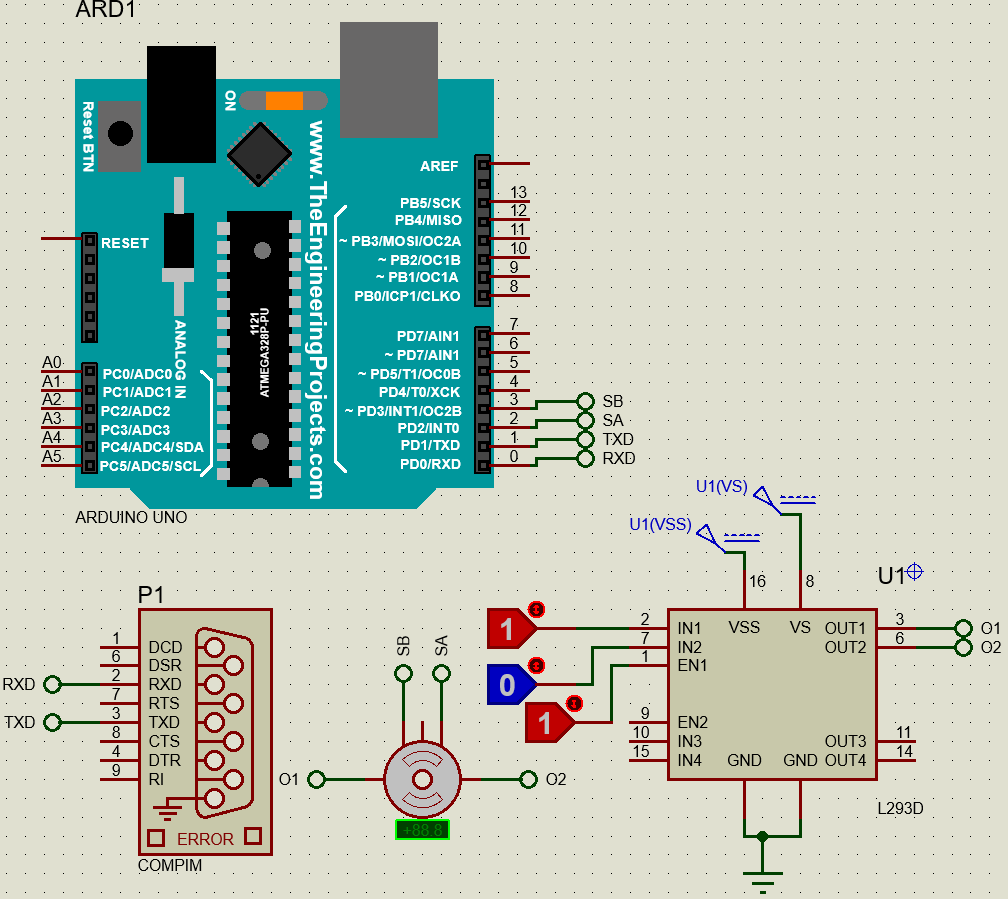 ARD1
Reset BTN
ON
www.TheEngineeringProjects.com
1121
ATMEGA328P-PU
ANALOG IN
RESET
AREF
PB5/SCK 13
PB4/MISO 12
~ PB3/MOSI/OC2A 11
~ PB2/OC1B 10
~ PB1/OC1A 9
PB0/ICP1/CLKO 8
PD7/AIN1 7
~ PD7/AIN1 6
~ PD5/T1/OC0B 5
PD4/T0/XCK 4
~ PD3/INT1/OC2B 3 SB
PD2/INT0 2 SA
PD1/TXD 1 TXD
PD0/RXD 0 RXD
A0 PC0/ADC0
A1 PC1/ADC1
A2 PC2/ADC2
A3 PC3/ADC3
A4 PC4/ADC4/SDA
A5 PC5/ADC5/SCL
ARDUINO UNO
P1
1 DCD
6 DSR
RXD 2 RXD
7 RTS
TXD 3 TXD
8 CTS
4 DTR
9 RI
ERROR
COMPIM
SB
SA
O1
O2
+88.8
1
0
1
U1(VS)
U1(VSS)
U1
16
8
2 IN1
7 IN2
1 EN1
9 EN2
10 IN3
15 IN4
VSS
VS
OUT1 3 O1
OUT2 6 O2
OUT3 11
OUT4 14
GND
GND
L293D